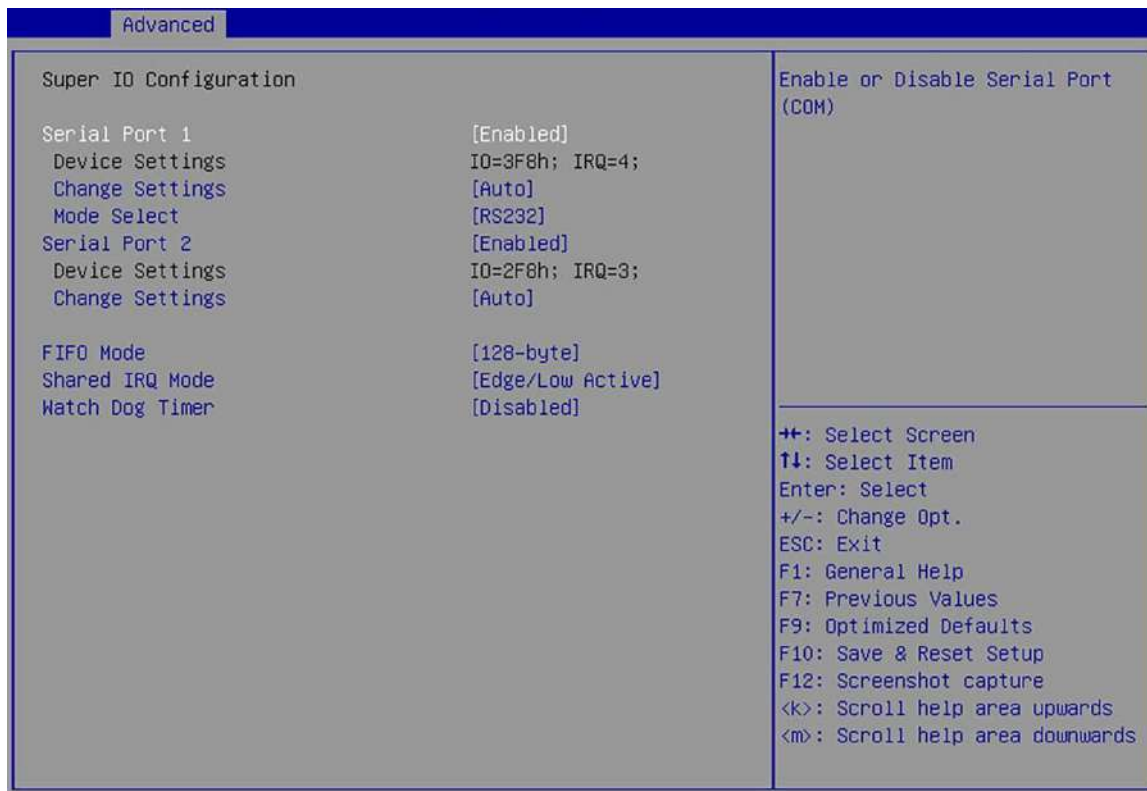 Advanced
Super IO Configuration
Serial Port 1 [Enabled]
Device Settings IO=3F8h; IRQ=4;
Change Settings [Auto]
Mode Select [RS232]
Serial Port 2 [Enabled]
Device Settings IO=2F8h; IRQ=3;
Change Settings [Auto]
FIFO Mode [128-byte]
Shared IRQ Mode [Edge/Low Active]
Watch Dog Timer [Disabled]
Enable or Disable Serial Port
(COM)
→←: Select Screen
↑↓: Select Item
Enter: Select
+/-: Change Opt.
ESC: Exit
F1: General Help
F7: Previous Values
F9: Optimized Defaults
F10: Save & Reset Setup
F12: Screenshot capture
<k>: Scroll help area upwards
<m>: Scroll help area downwards